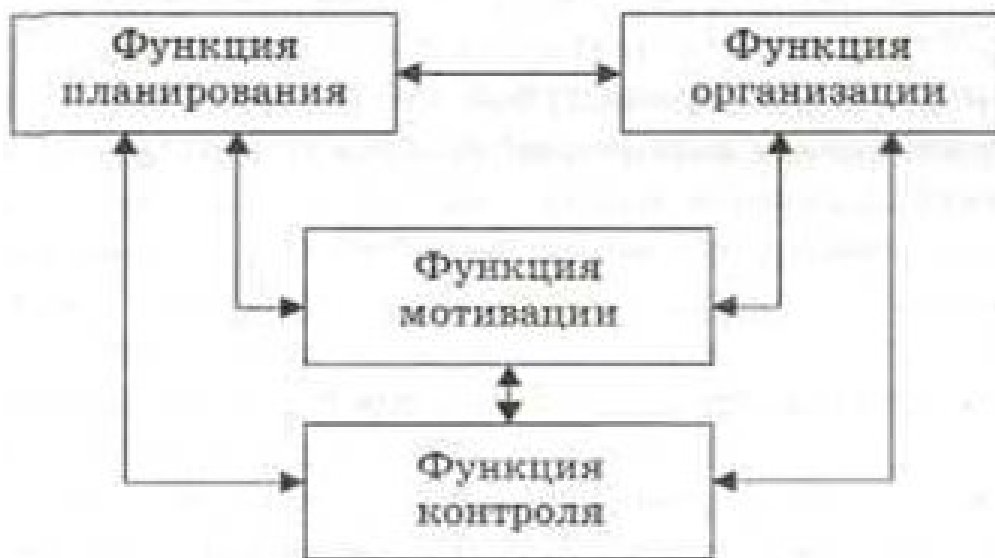 Функция
планирования
Функция
организации
Функция
мотивации
Функция
контроля